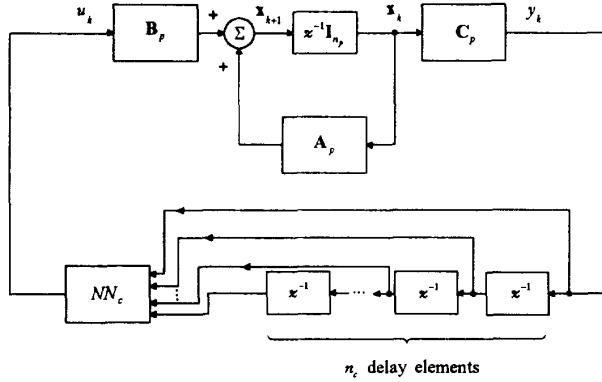 u_k
B_p
+
Σ
+
x_{k+1}
z^{-1}I_{n_p}
x_k
C_p
y_k
A_p
NN_c
z^{-1}
...
z^{-1}
z^{-1}
n_c delay elements